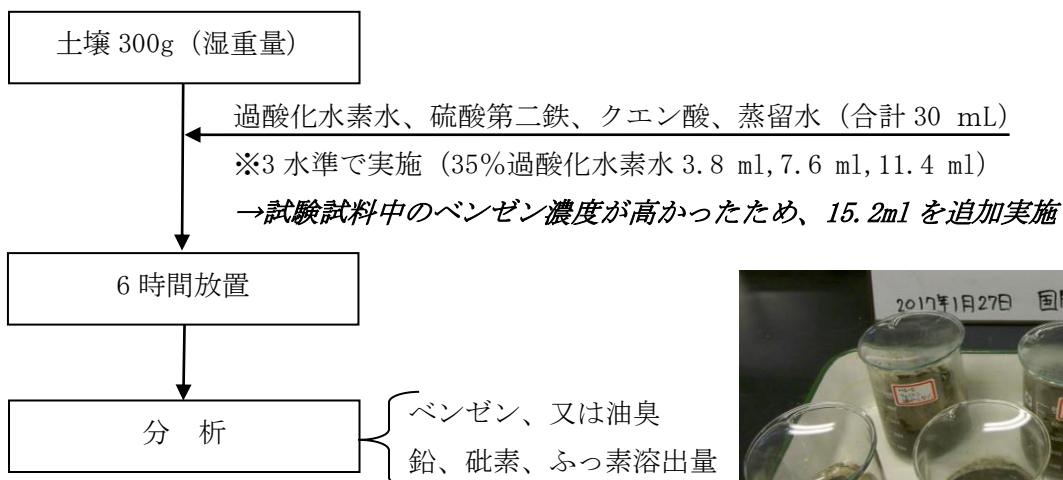 土壌 300g（湿重量）
過酸化水素水、硫酸第二鉄、クエン酸、蒸留水（合計 30 mL）
※3 水準で実施（35％過酸化水素水 3.8 ml, 7.6 ml, 11.4 ml）
→試験試料中のベンゼン濃度が高かったため、15.2ml を追加実施
6 時間放置
2017年1月27日
分　析
ベンゼン、又は油臭
鉛、砒素、ふっ素溶出量